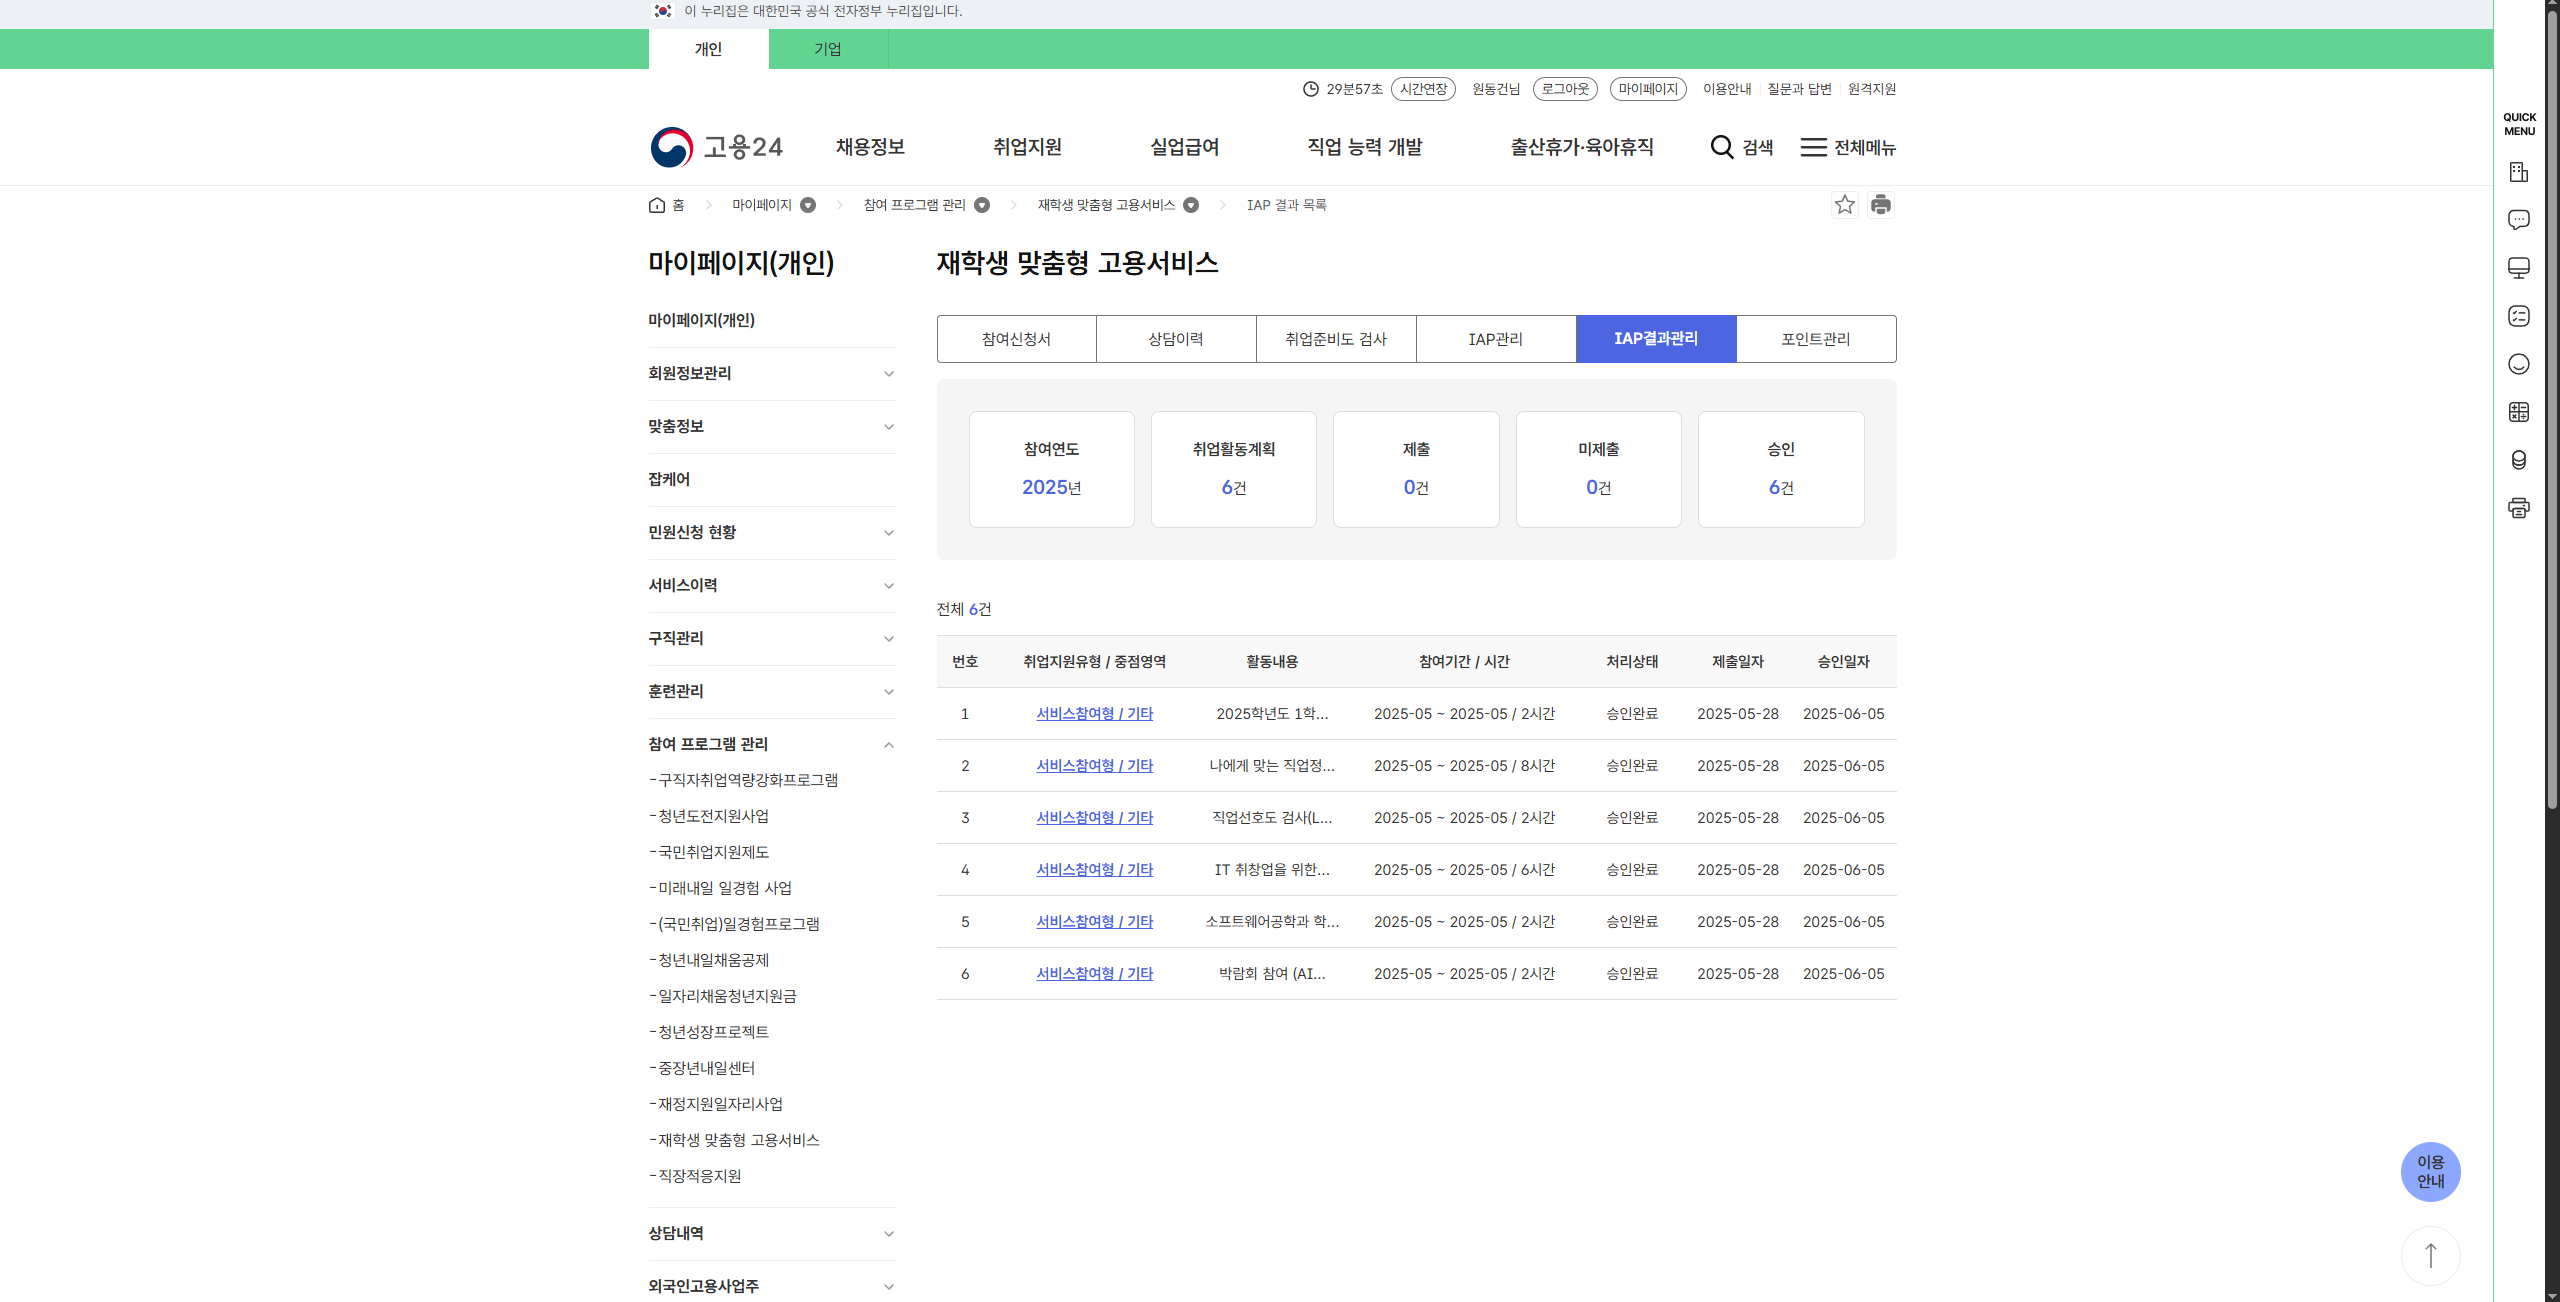 이 누리집은 대한민국 공식 전자정부 누리집입니다.
개인 기업
29분57초 시간연장 원동건님 로그아웃 마이페이지 이용안내 질문과 답변 원격지원
고용24 채용정보 취업지원 실업급여 직업 능력 개발 출산휴가·육아휴직 검색 전체메뉴
홈 마이페이지 참여 프로그램 관리 재학생 맞춤형 고용서비스 IAP 결과 목록
마이페이지(개인)
마이페이지(개인)
회원정보관리
맞춤정보
잡케어
민원신청 현황
서비스이력
구직관리
훈련관리
참여 프로그램 관리
-구직자취업역량강화프로그램
-청년도전지원사업
-국민취업지원제도
-미래내일 일경험 사업
-(국민취업)일경험프로그램
-청년내일채움공제
-일자리채움청년지원금
-청년성장프로젝트
-중장년내일센터
-재정지원일자리사업
-재학생 맞춤형 고용서비스
-직장적응지원
상담내역
외국인고용사업주
재학생 맞춤형 고용서비스
참여신청서 상담이력 취업준비도 검사 IAP관리 IAP결과관리 포인트관리
참여연도 취업활동계획 제출 미제출 승인
2025년 6건 0건 0건 6건
전체 6건
번호 취업지원유형 / 중점영역 활동내용 참여기간 / 시간 처리상태 제출일자 승인일자
1 서비스참여형 / 기타 2025학년도 1학... 2025-05 ~ 2025-05 / 2시간 승인완료 2025-05-28 2025-06-05
2 서비스참여형 / 기타 나에게 맞는 직업정... 2025-05 ~ 2025-05 / 8시간 승인완료 2025-05-28 2025-06-05
3 서비스참여형 / 기타 직업선호도 검사(L... 2025-05 ~ 2025-05 / 2시간 승인완료 2025-05-28 2025-06-05
4 서비스참여형 / 기타 IT 취창업을 위한... 2025-05 ~ 2025-05 / 6시간 승인완료 2025-05-28 2025-06-05
5 서비스참여형 / 기타 소프트웨어공학과 학... 2025-05 ~ 2025-05 / 2시간 승인완료 2025-05-28 2025-06-05
6 서비스참여형 / 기타 박람회 참여 (AI... 2025-05 ~ 2025-05 / 2시간 승인완료 2025-05-28 2025-06-05
QUICK
MENU
이용
안내